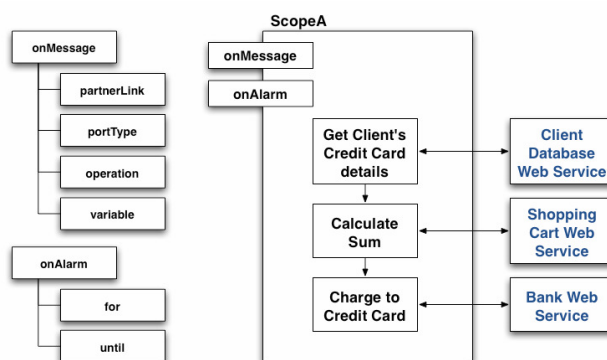 onMessage
partnerLink
portType
operation
variable
onAlarm
for
until
ScopeA
onMessage
onAlarm
Get Client's
Credit Card
details
Calculate
Sum
Charge to
Credit Card
Client
Database
Web Service
Shopping
Cart Web
Service
Bank Web
Service